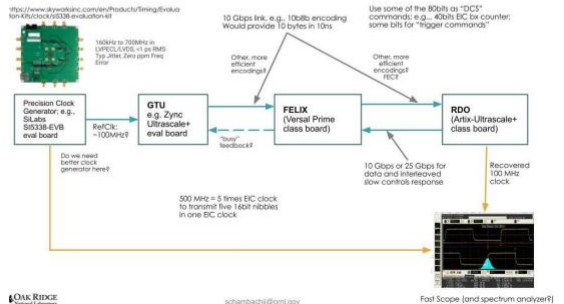 https://www.skyworksinc.com/en/Products/Timing/Evalua
tion-Kits/clocks/si5338-evaluation-kit
160kHz to 700MHz in
LVPECL/LVDS, <1 ps RMS
Typ Jitter, Zero ppm Freq
Error
10 Gbps link, e.g., 10b8b encoding
Would provide 10 bytes in 10ns
Use some of the 80bits as "DCS"
commands: e.g., 40bits EIC bx counter;
some bits for "trigger commands"
Other, more
efficient
encodings?
Other, more
efficient
encodings?
FEC?
Precision Clock
Generator; e.g.,
SiLabs
SI5338-EVB
eval board
RefClk:
~100MHz?
GTU
e.g. Zync
Ultrascale+
eval board
"busy"
feedback?
FELIX
(Versal Prime
class board)
RDO
(Artix-Ultrascale+
class board)
Do we need
better clock
generator here?
10 Gbps or 25 Gbps for
data and interleaved
slow controls response
Recovered
100 MHz
clock
500 MHz = 5 times EIC clock
to transmit five 16bit nibbles
in one EIC clock
OAK RIDGE
National Laboratory
schambachjj@ornl.gov
Fast Scope (and spectrum analyzer?)